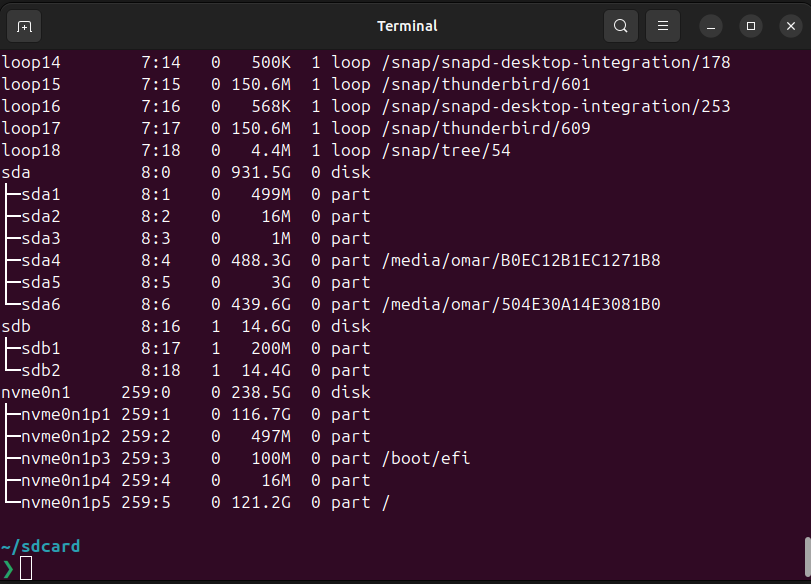 Terminal
loop14 7:14 0 500K 1 loop /snap/snapd-desktop-integration/178
loop15 7:15 0 150.6M 1 loop /snap/thunderbird/601
loop16 7:16 0 568K 1 loop /snap/snapd-desktop-integration/253
loop17 7:17 0 150.6M 1 loop /snap/thunderbird/609
loop18 7:18 0 4.4M 1 loop /snap/tree/54
sda 8:0 0 931.5G 0 disk
├─sda1 8:1 0 499M 0 part
├─sda2 8:2 0 16M 0 part
├─sda3 8:3 0 1M 0 part
├─sda4 8:4 0 488.3G 0 part /media/omar/B0EC12B1EC1271B8
├─sda5 8:5 0 3G 0 part
└─sda6 8:6 0 439.6G 0 part /media/omar/504E30A14E3081B0
sdb 8:16 1 14.6G 0 disk
├─sdb1 8:17 1 200M 0 part
└─sdb2 8:18 1 14.4G 0 part
nvme0n1 259:0 0 238.5G 0 disk
├─nvme0n1p1 259:1 0 116.7G 0 part
├─nvme0n1p2 259:2 0 497M 0 part
├─nvme0n1p3 259:3 0 100M 0 part /boot/efi
├─nvme0n1p4 259:4 0 16M 0 part
└─nvme0n1p5 259:5 0 121.2G 0 part /
~/sdcard
❯